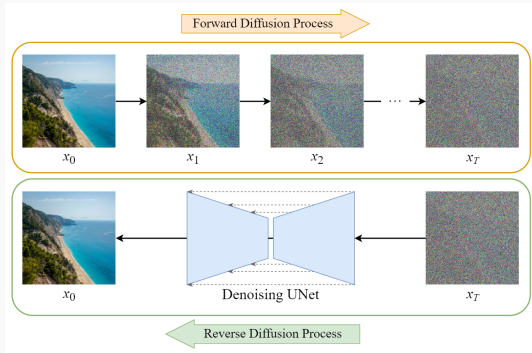 Forward Diffusion Process
...
x0 x1 x2 xT
x0 Denoising UNet xT
Reverse Diffusion Process